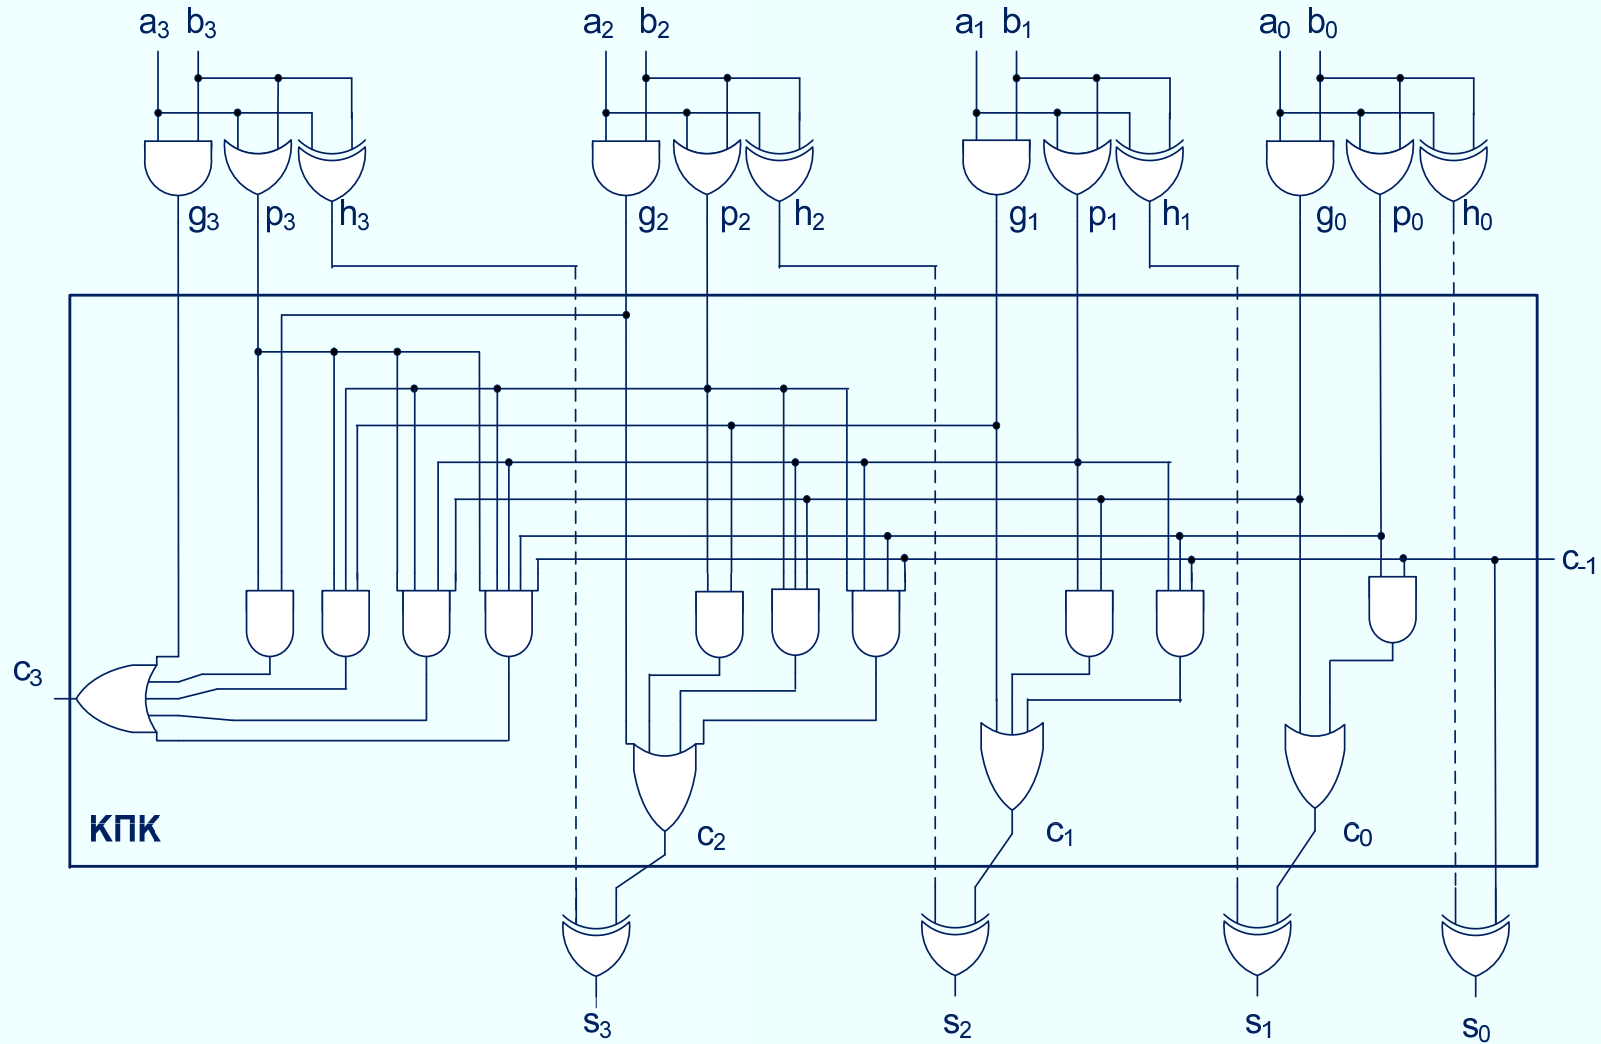 a3 b3 a2 b2 a1 b1 a0 b0
g3 p3 h3 g2 p2 h2 g1 p1 h1 g0 p0 h0
c-1
c3
КПК c2 c1 c0
s3 s2 s1 s0